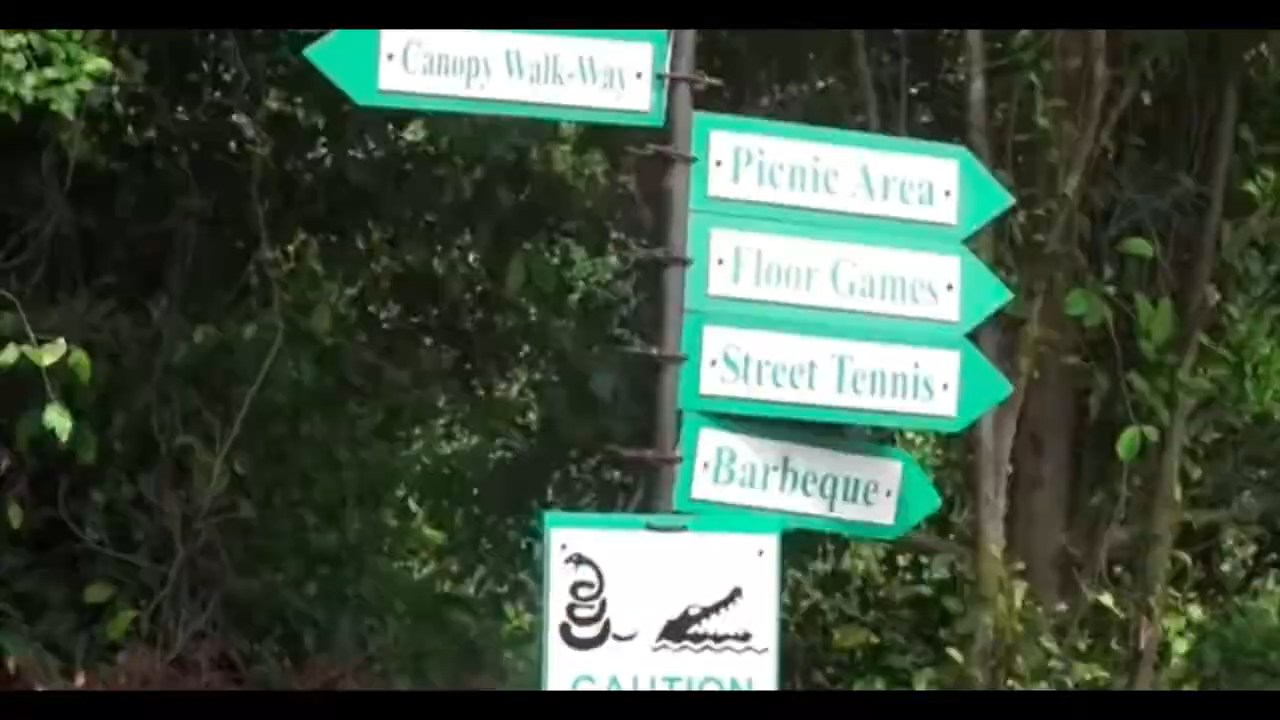 Canopy Walk-Way
Picnic Area
Floor Games
Street Tennis
Barbeque
CAUTION